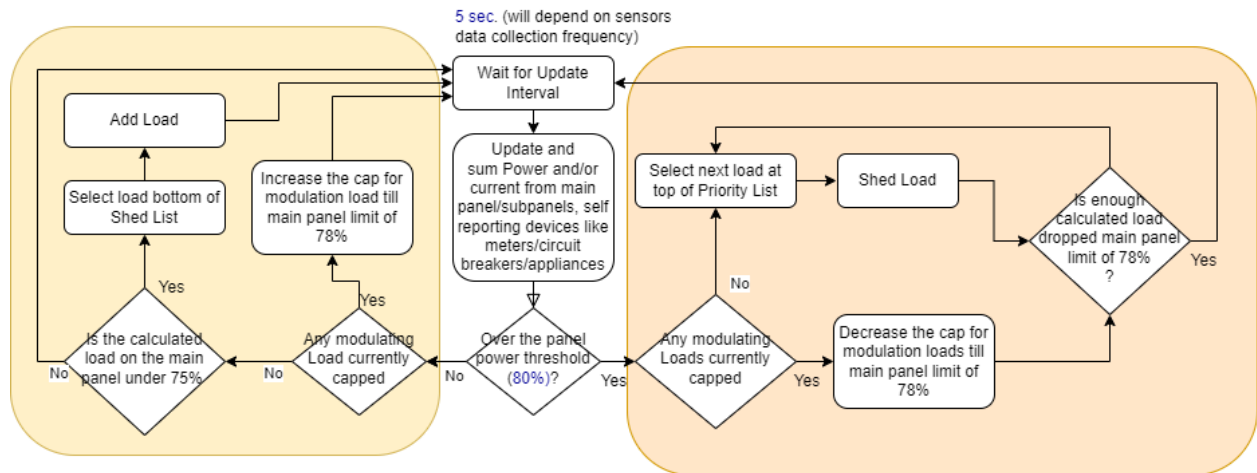 5 sec. (will depend on sensors
data collection frequency)
Wait for Update
Interval
Add Load
Select load bottom of
Shed List
Increase the cap for
modulation load till
main panel limit of
78%
Update and
sum Power and/or
current from main
panel/subpanels, self
reporting devices like
meters/circuit
breakers/appliances
Select next load at
top of Priority List
Shed Load
Is enough
calculated load
dropped main panel
limit of 78%
?
Yes
No
Yes
Yes
Is the calculated
load on the main
panel under 75%
No
Any modulating
Load currently
capped
No
Over the panel
power threshold
(80%)?
No
Yes
Any modulating
Loads currently
capped
Yes
Decrease the cap for
modulation loads till
main panel limit of
78%